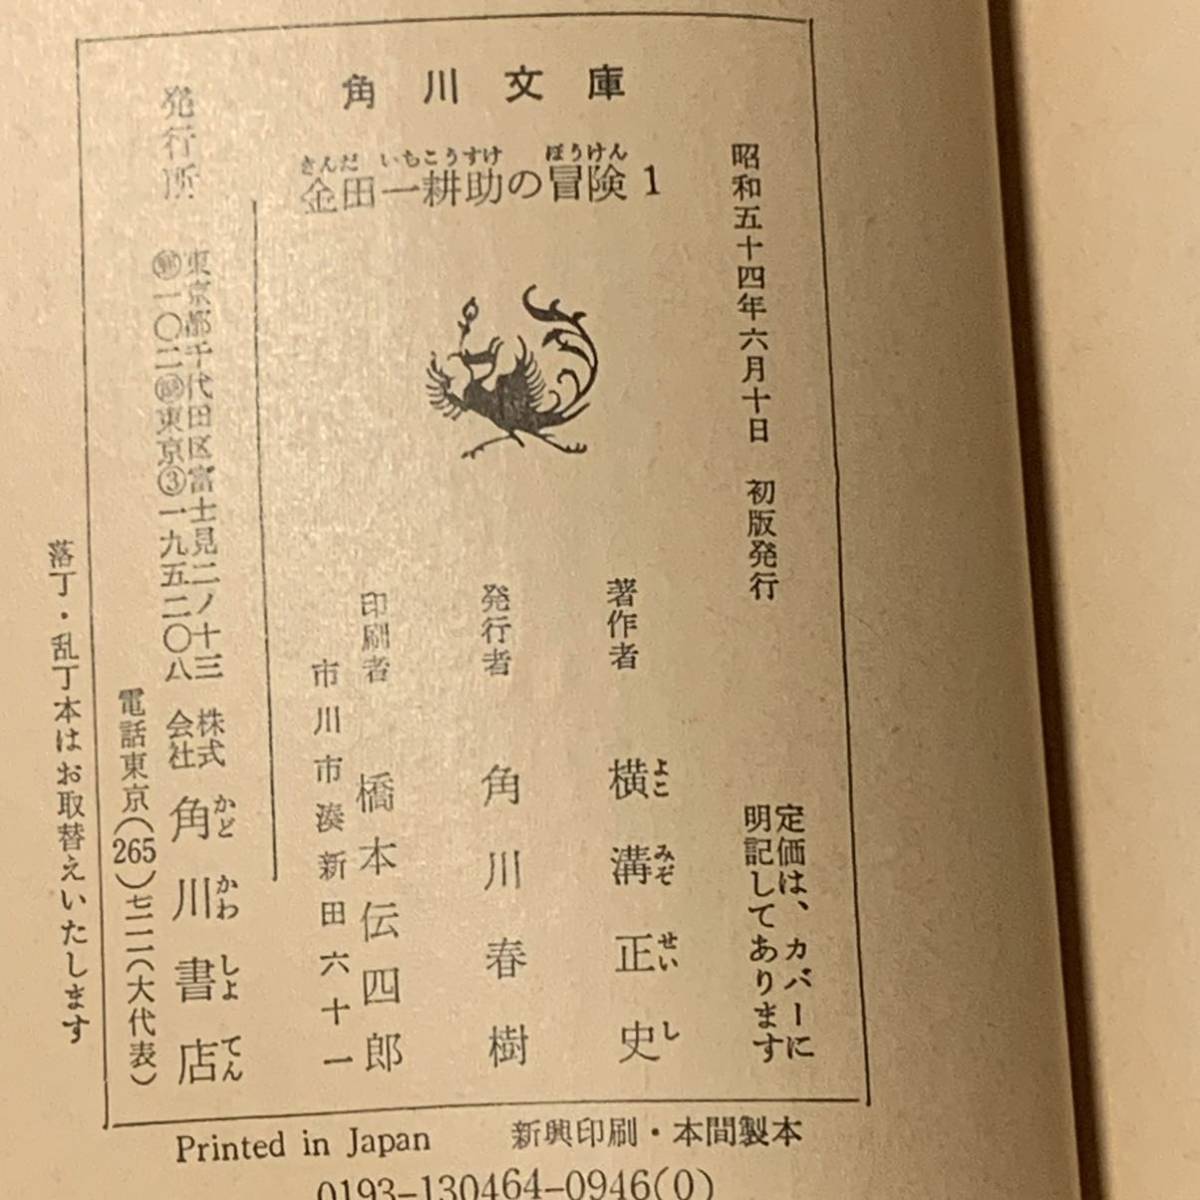 角川文庫
きんだ いちこうすけ ぼうけん
金田一耕助の冒険 1
昭和五十四年六月十日 初版発行
定価は、カバーに
明記してあります
著作者 横溝正史
よこ みぞ せい し
発行者 角川春樹
印刷者 橋本伝四郎
市川市湊新田六十一
発行所
東京都千代田区富士見二ノ十三
一〇二 東京③一九五二〇八
株式
会社 角川書店
かど かわ しよ てん
電話東京(265)七一一一(大代表)
落丁・乱丁本はお取替えいたします
Printed in Japan 新興印刷・本間製本
0193-130464-0946(0)